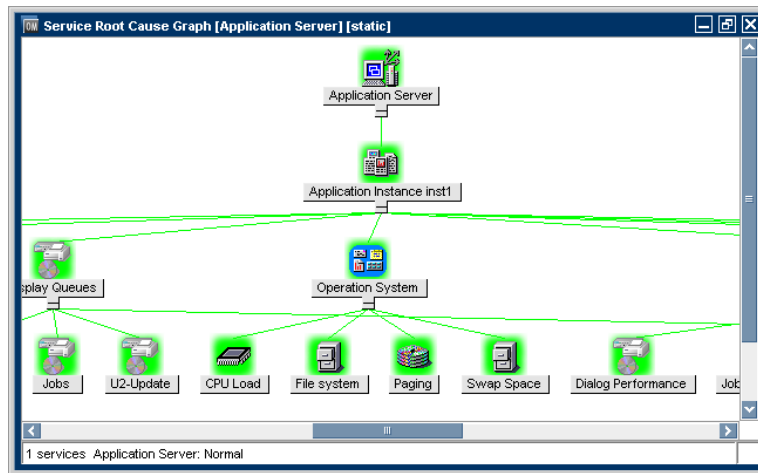 OM Service Root Cause Graph [Application Server] [static]
Application Server
Application Instance inst1
splay Queues
Operation System
Jobs
U2-Update
CPU Load
File system
Paging
Swap Space
Dialog Performance
Job
1 services Application Server: Normal